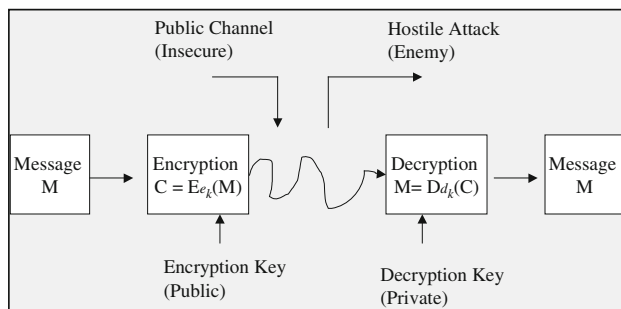 Public Channel
(Insecure)
Hostile Attack
(Enemy)
Message
M
Encryption
C = Eeₖ(M)
Decryption
M= Ddₖ(C)
Message
M
Encryption Key
(Public)
Decryption Key
(Private)